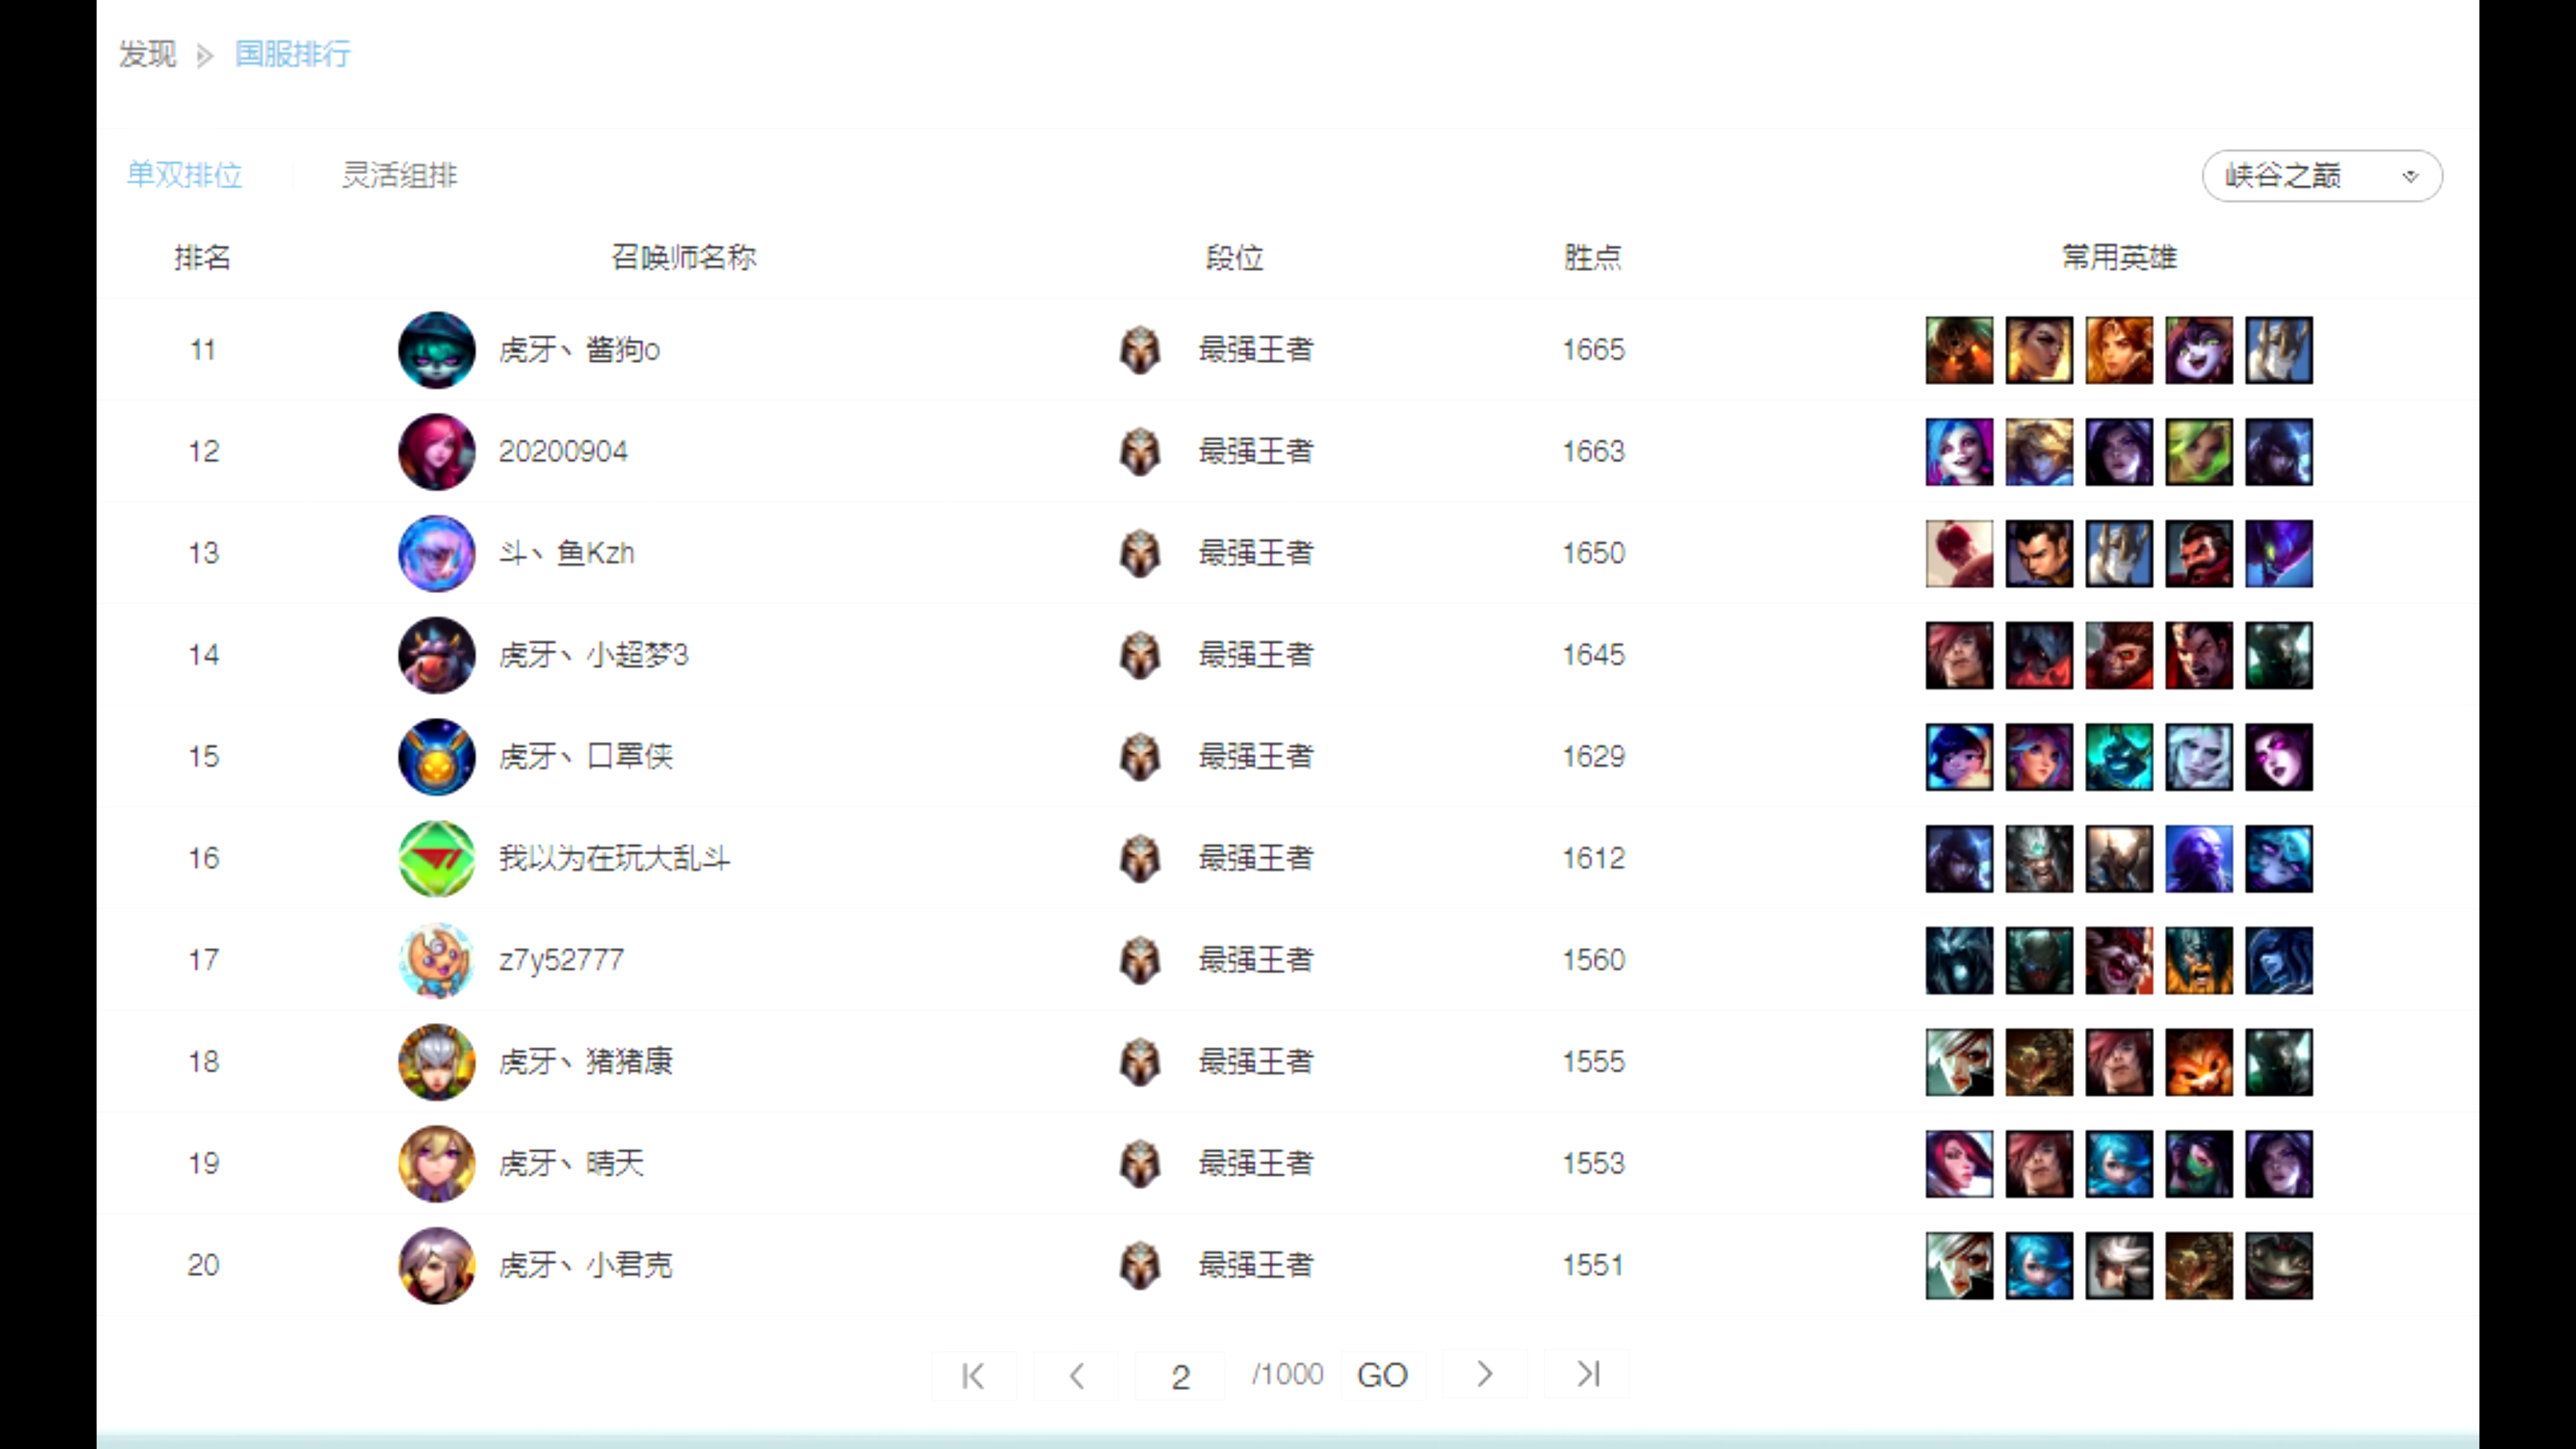 发现 国服排行
单双排位 灵活组排 峡谷之巅
排名 召唤师名称 段位 胜点 常用英雄
11 虎牙丶酱狗o 最强王者 1665
12 20200904 最强王者 1663
13 斗丶鱼Kzh 最强王者 1650
14 虎牙丶小超梦3 最强王者 1645
15 虎牙丶口罩侠 最强王者 1629
16 我以为在玩大乱斗 最强王者 1612
17 z7y52777 最强王者 1560
18 虎牙丶猪猪康 最强王者 1555
19 虎牙丶晴天 最强王者 1553
20 虎牙丶小君克 最强王者 1551
2 /1000 GO